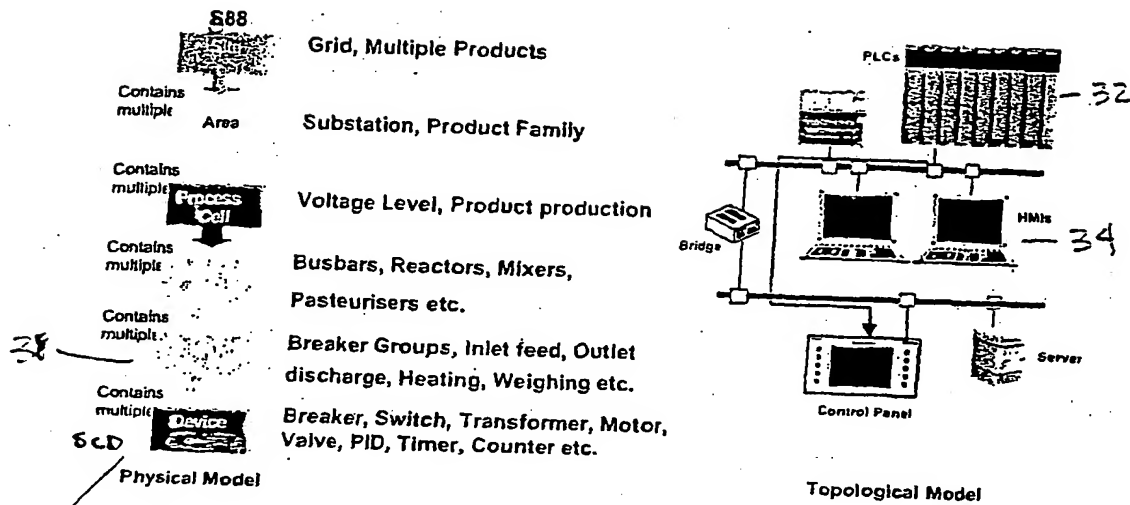 S88
Grid, Multiple Products
Contains
multiple
Area
Substation, Product Family
Contains
multiple
Process
Cell
Voltage Level, Product production
Contains
multiple
Busbars, Reactors, Mixers,
Pasteurisers etc.
Contains
multiple
Breaker Groups, Inlet feed, Outlet
discharge, Heating, Weighing etc.
38
Contains
multiple
Device
Breaker, Switch, Transformer, Motor,
Valve, PID, Timer, Counter etc.
SCD
Physical Model
PLCs
32
HMIs
34
Bridge
Server
Control Panel
Topological Model